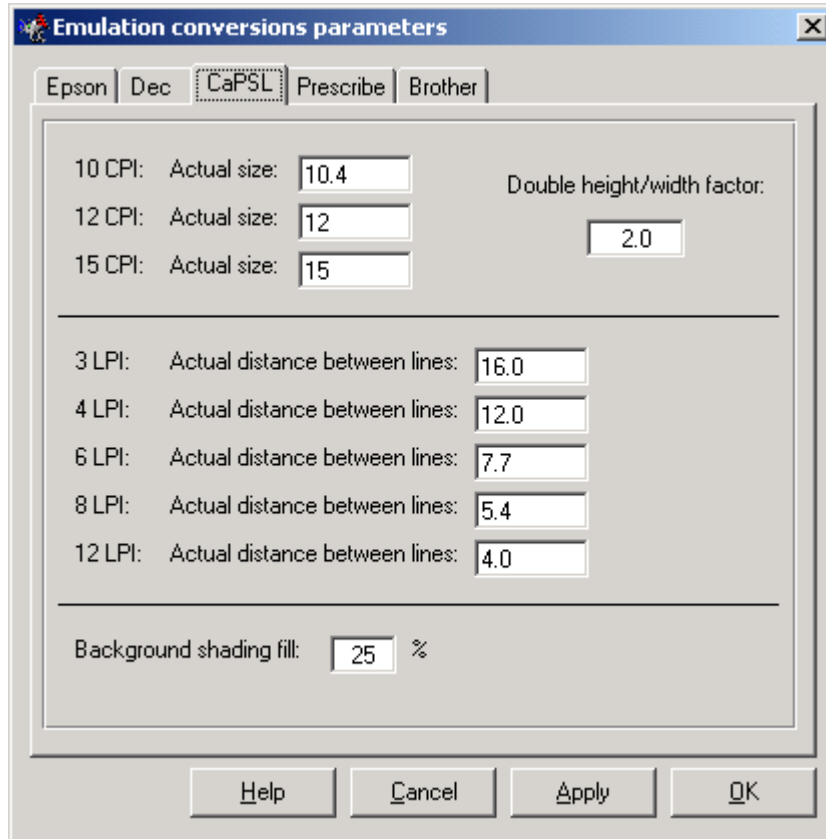 Emulation conversions parameters
Epson Dec CaPSL Prescribe Brother
10 CPI: Actual size: 10.4
Double height/width factor:
12 CPI: Actual size: 12
2.0
15 CPI: Actual size: 15
3 LPI: Actual distance between lines: 16.0
4 LPI: Actual distance between lines: 12.0
6 LPI: Actual distance between lines: 7.7
8 LPI: Actual distance between lines: 5.4
12 LPI: Actual distance between lines: 4.0
Background shading fill: 25 %
Help Cancel Apply OK